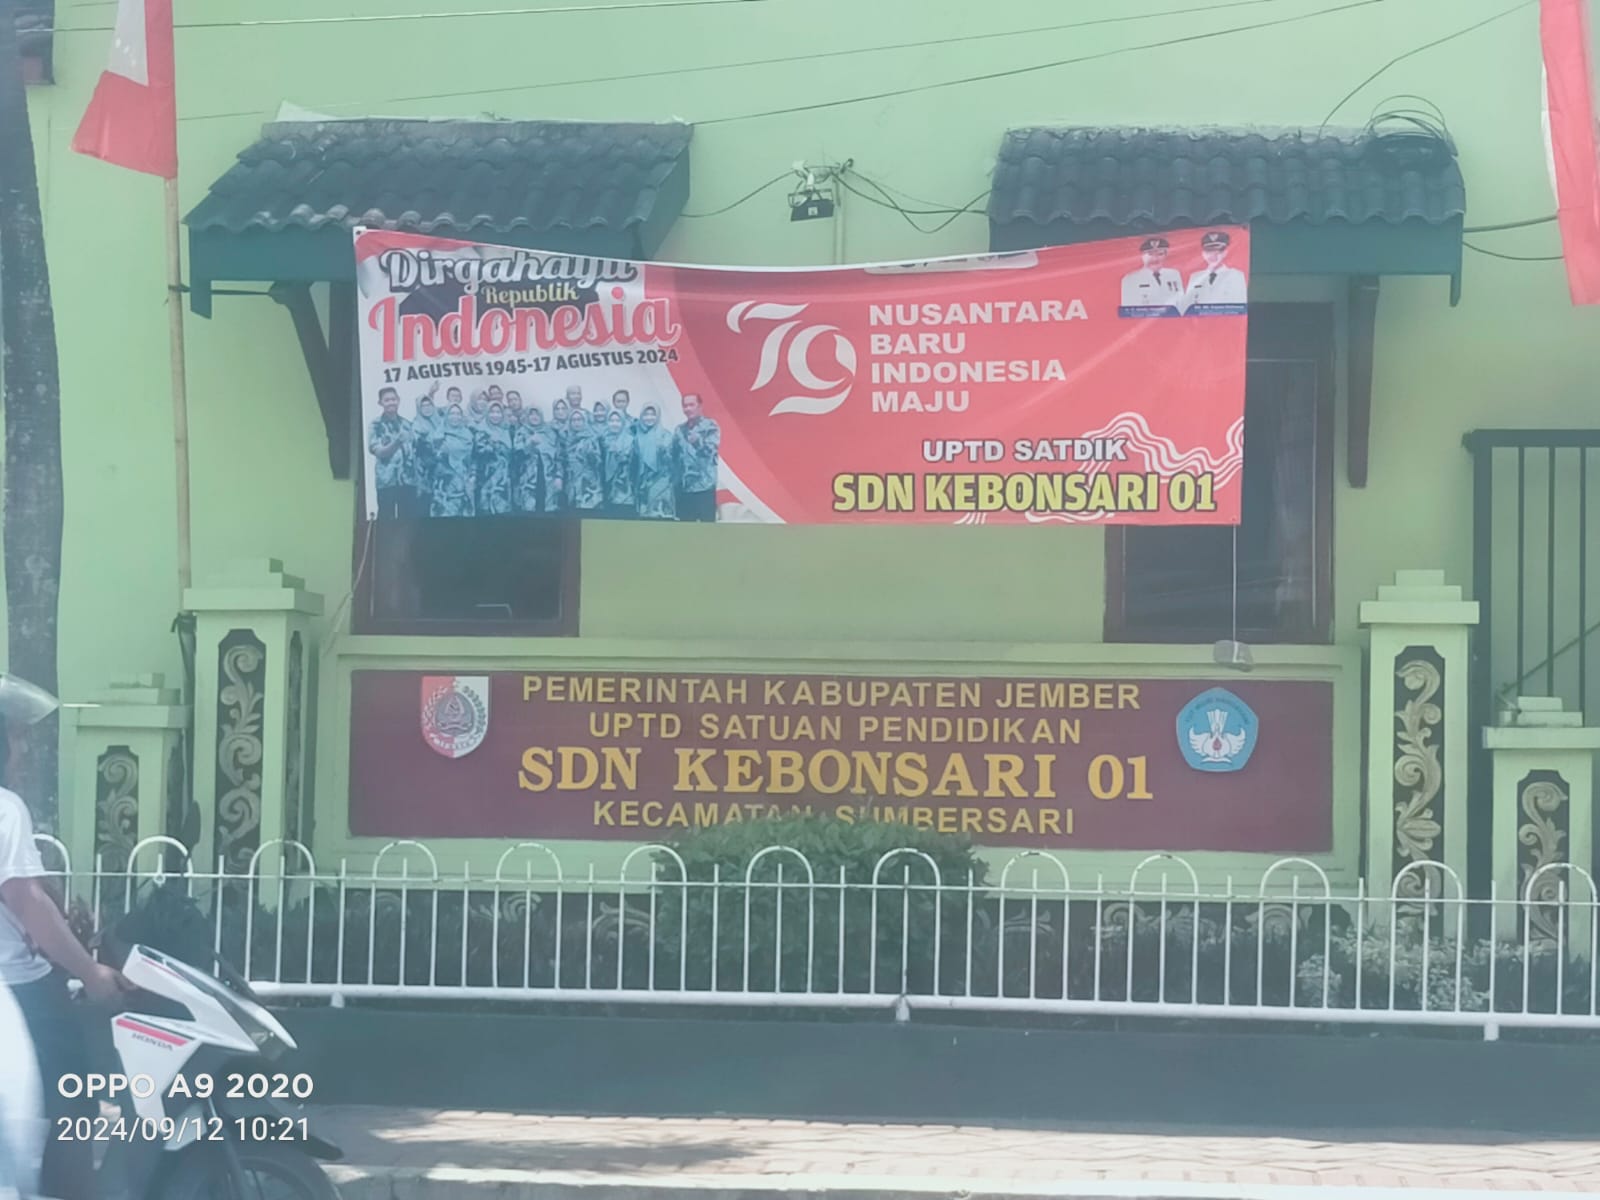 Dirgahayu
Republik
Indonesia
17 AGUSTUS 1945-17 AGUSTUS 2024
79
NUSANTARA
BARU
INDONESIA
MAJU
UPTD SATDIK
SDN KEBONSARI 01
PEMERINTAH KABUPATEN JEMBER
UPTD SATUAN PENDIDIKAN
SDN KEBONSARI 01
KECAMATAN SUMBERSARI
JEMBER
HONDA
OPPO A9 2020
2024/09/12 10:21